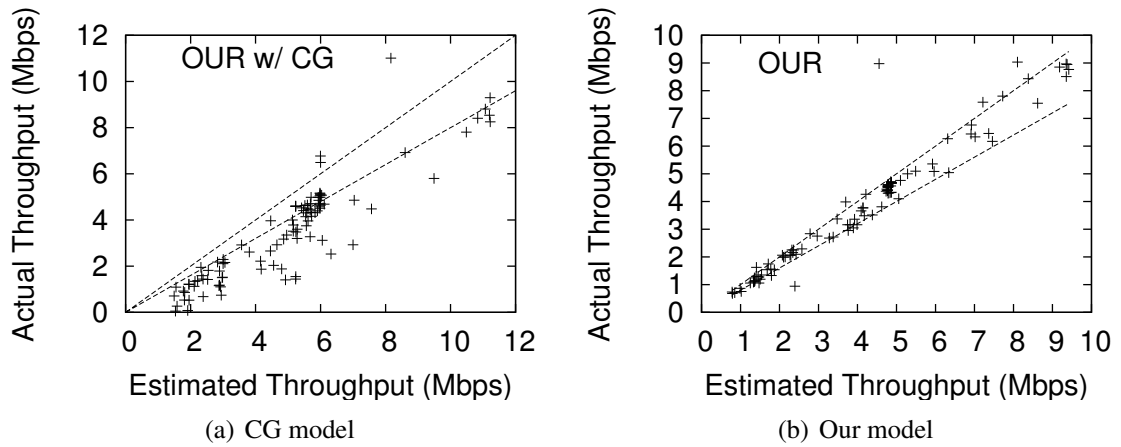 Actual Throughput (Mbps)
12
10
8
6
4
2
0
OUR w/ CG
0 2 4 6 8 10 12
Estimated Throughput (Mbps)
(a) CG model
Actual Throughput (Mbps)
10
9
8
7
6
5
4
3
2
1
0
OUR
0 1 2 3 4 5 6 7 8 9 10
Estimated Throughput (Mbps)
(b) Our model